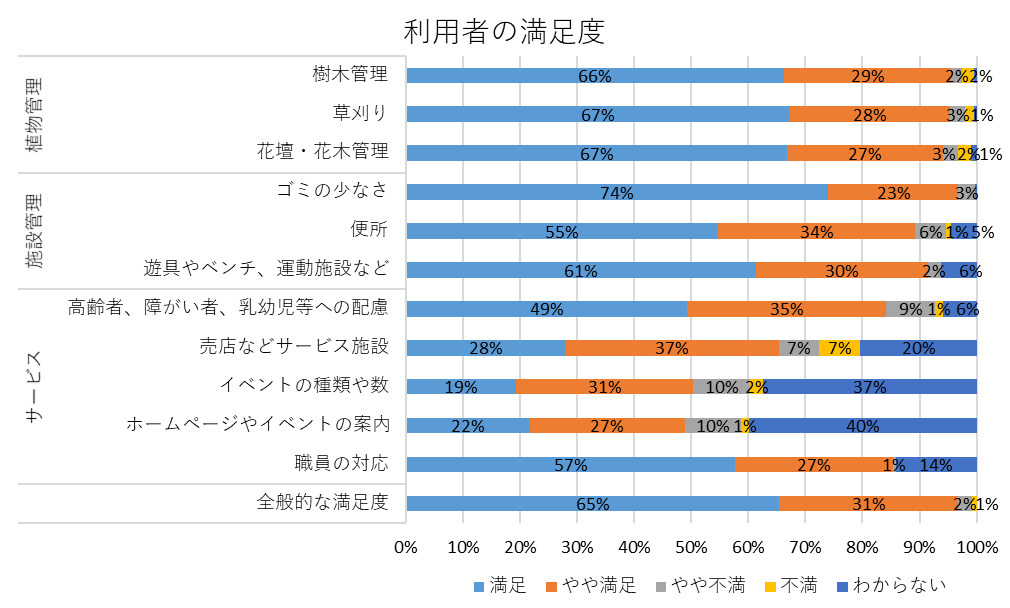 利用者の満足度
植物管理
樹木管理
66% 29% 2% 2%
草刈り
67% 28% 3% 1%
花壇・花木管理
67% 27% 3% 2% 1%
施設管理
ゴミの少なさ
74% 23% 3%
便所
55% 34% 6% 1% 5%
遊具やベンチ、運動施設など
61% 30% 2% 6%
サービス
高齢者、障がい者、乳幼児等への配慮
49% 35% 9% 1% 6%
売店などサービス施設
28% 37% 7% 7% 20%
イベントの種類や数
19% 31% 10% 2% 37%
ホームページやイベントの案内
22% 27% 10% 1% 40%
職員の対応
57% 27% 1% 14%
全般的な満足度
65% 31% 2% 1%
0% 10% 20% 30% 40% 50% 60% 70% 80% 90% 100%
満足 やや満足 やや不満 不満 わからない